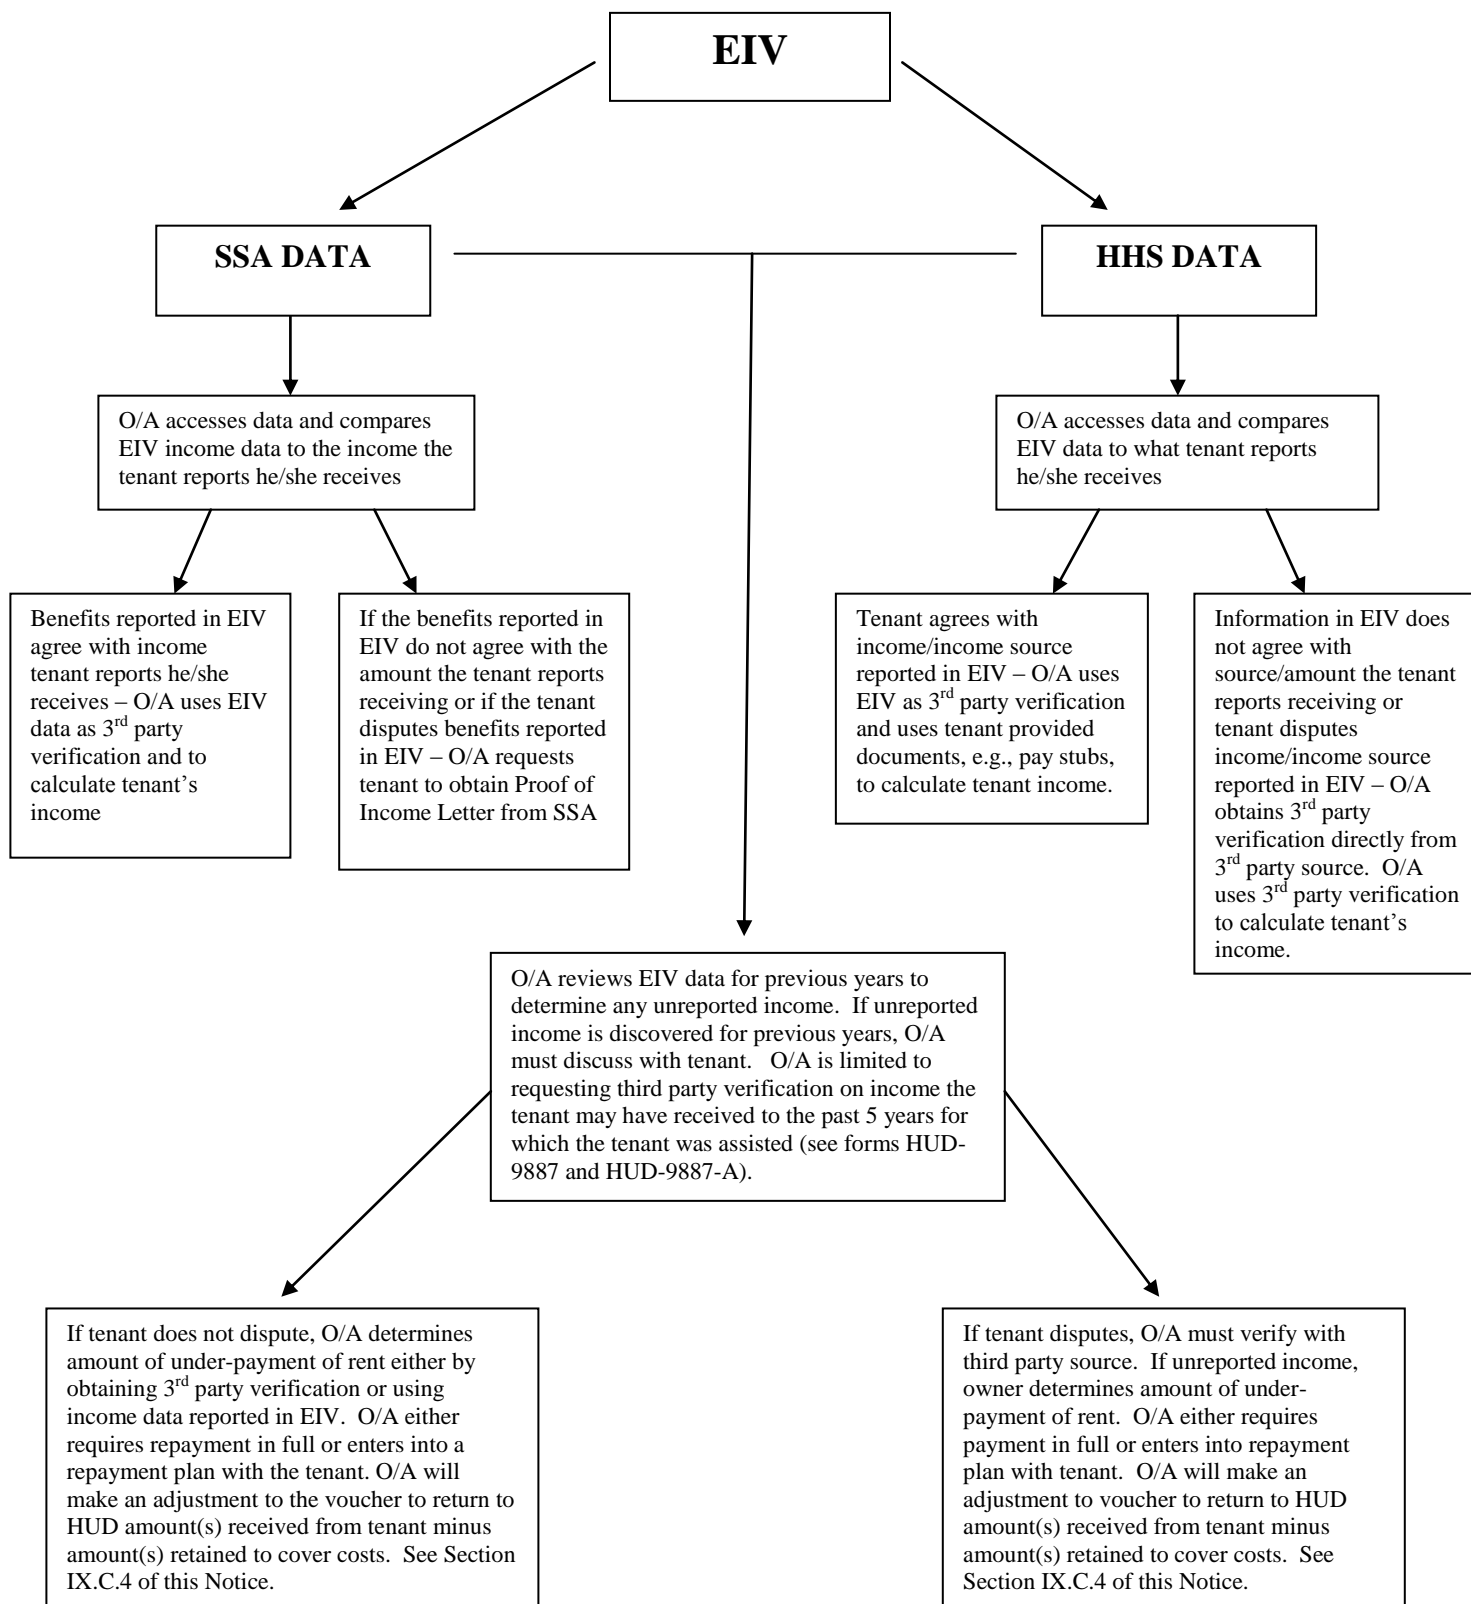 EIV
SSA DATA
HHS DATA
O/A accesses data and compares
EIV income data to the income the
tenant reports he/she receives
O/A accesses data and compares
EIV data to what tenant reports
he/she receives
Benefits reported in EIV
agree with income
tenant reports he/she
receives – O/A uses EIV
data as 3rd party
verification and to
calculate tenant’s
income
If the benefits reported in
EIV do not agree with the
amount the tenant reports
receiving or if the tenant
disputes benefits reported
in EIV – O/A requests
tenant to obtain Proof of
Income Letter from SSA
Tenant agrees with
income/income source
reported in EIV – O/A uses
EIV as 3rd party verification
and uses tenant provided
documents, e.g., pay stubs,
to calculate tenant income.
Information in EIV does
not agree with
source/amount the tenant
reports receiving or
tenant disputes
income/income source
reported in EIV – O/A
obtains 3rd party
verification directly from
3rd party source.  O/A
uses 3rd party verification
to calculate tenant’s
income.
O/A reviews EIV data for previous years to
determine any unreported income.  If unreported
income is discovered for previous years, O/A
must discuss with tenant.   O/A is limited to
requesting third party verification on income the
tenant may have received to the past 5 years for
which the tenant was assisted (see forms HUD-
9887 and HUD-9887-A).
If tenant does not dispute, O/A determines
amount of under-payment of rent either by
obtaining 3rd party verification or using
income data reported in EIV.  O/A either
requires repayment in full or enters into a
repayment plan with the tenant. O/A will
make an adjustment to the voucher to return to
HUD amount(s) received from tenant minus
amount(s) retained to cover costs.  See Section
IX.C.4 of this Notice.
If tenant disputes, O/A must verify with
third party source.  If unreported income,
owner determines amount of under-
payment of rent.  O/A either requires
payment in full or enters into repayment
plan with tenant.  O/A will make an
adjustment to voucher to return to HUD
amount(s) received from tenant minus
amount(s) retained to cover costs.  See
Section IX.C.4 of this Notice.